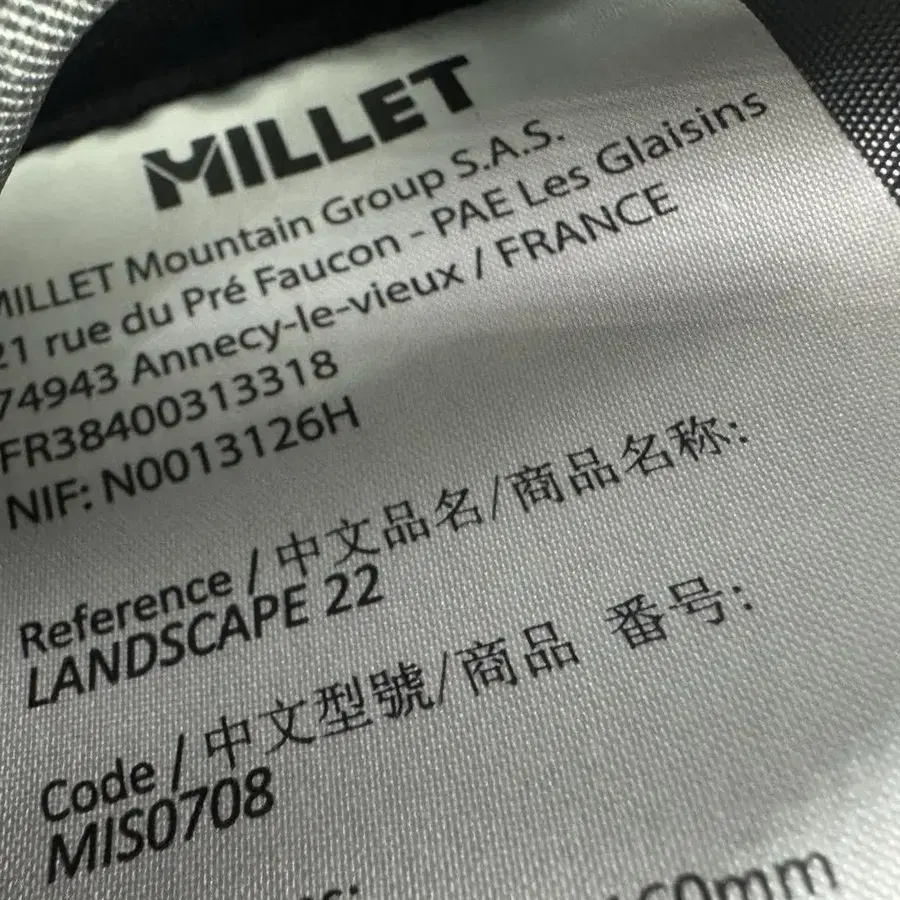 MILLET
MILLET Mountain Group S.A.S.
21 rue du Pré Faucon - PAE Les Glaisins
74943 Annecy-le-vieux / FRANCE
FR38400313318
NIF: N0013126H
Reference / 中文品名/商品名称:
LANDSCAPE 22
Code / 中文型號/商品 番号:
MIS0708